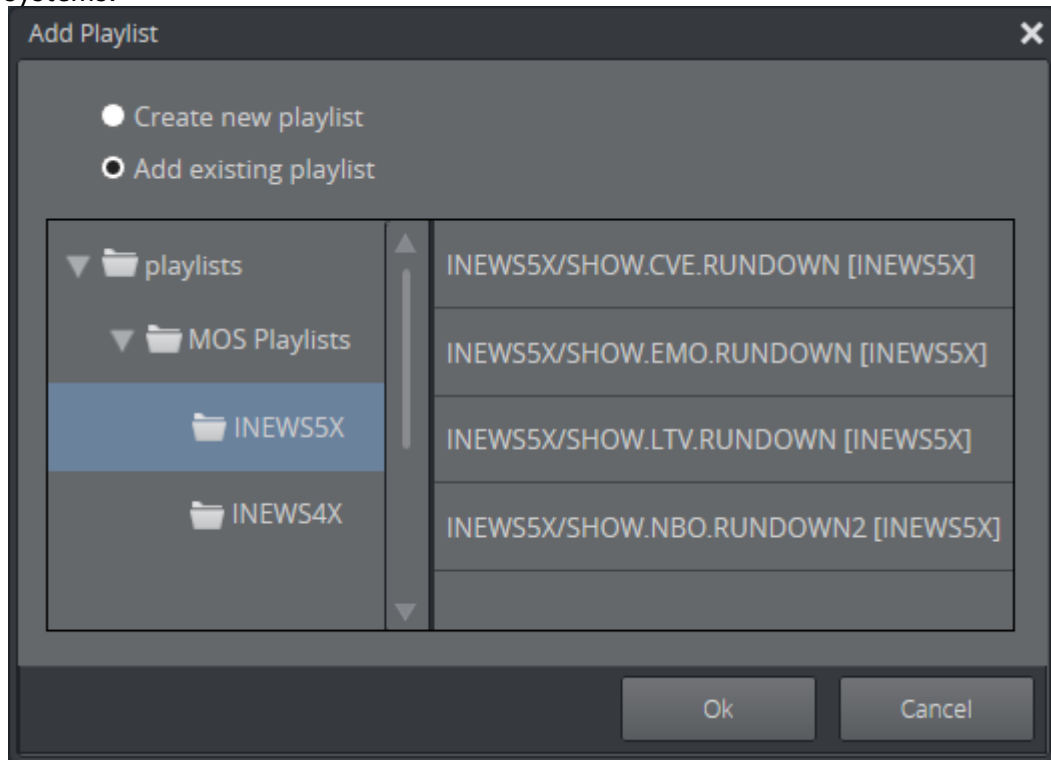 systems.
Add Playlist
Create new playlist
Add existing playlist
playlists
MOS Playlists
INEWS5X
INEWS4X
INEWS5X/SHOW.CVE.RUNDOWN [INEWS5X]
INEWS5X/SHOW.EMO.RUNDOWN [INEWS5X]
INEWS5X/SHOW.LTV.RUNDOWN [INEWS5X]
INEWS5X/SHOW.NBO.RUNDOWN2 [INEWS5X]
Ok
Cancel